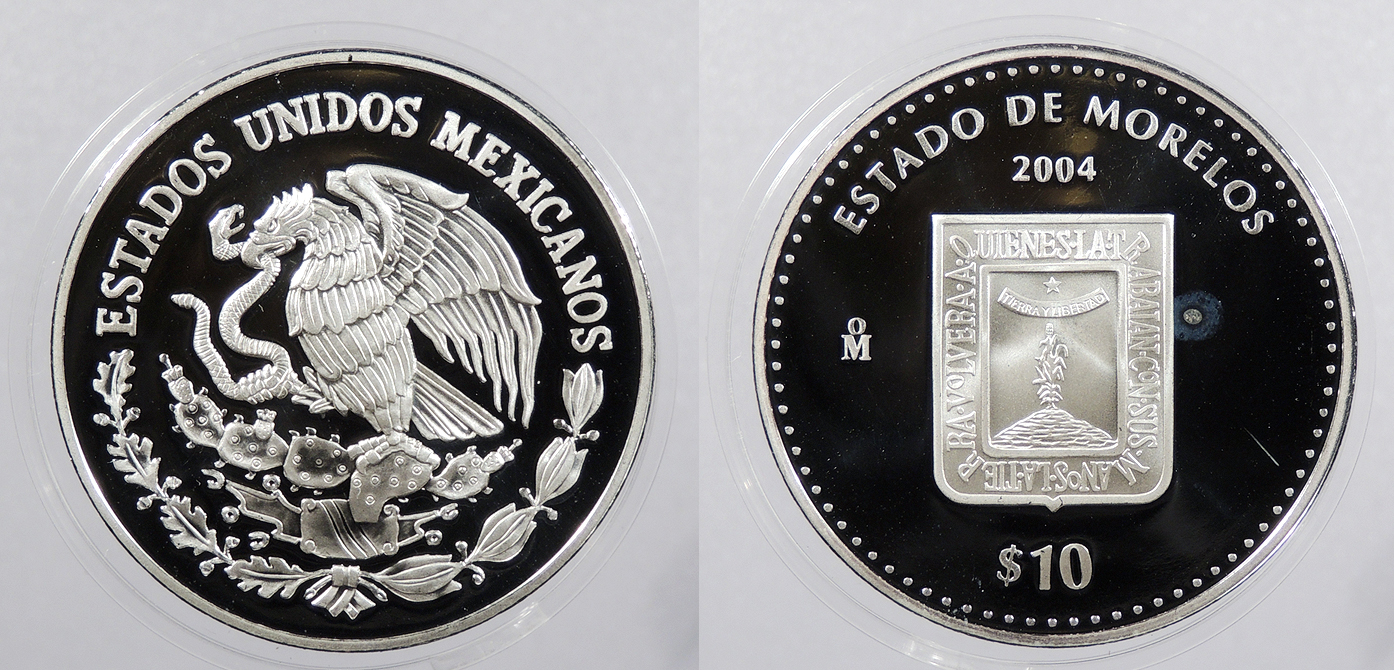 ESTADOS UNIDOS MEXICANOS
ESTADO DE MORELOS
2004
TIERRA Y LIBERTAD
LA TIERRA·VOLVERA·A·QUIENES·LA·TRABAJAN·CON·SUS·MANOS
oM
$10